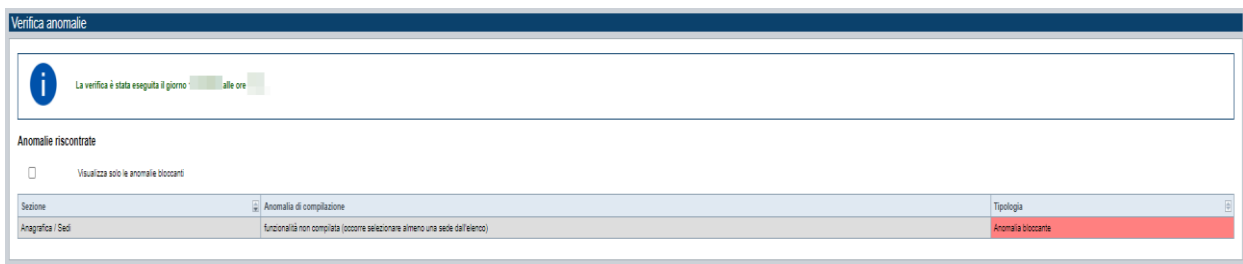 Verifica anomalie
La verifica è stata eseguita il giorno alle ore
Anomalie riscontrate
Visualizza solo le anomalie bloccanti
Sezione Anomalia di compilazione Tipologia
Anagrafica / Sedi funzionalità non compilata (occorre selezionare almeno una sede dall'elenco) Anomalia bloccante